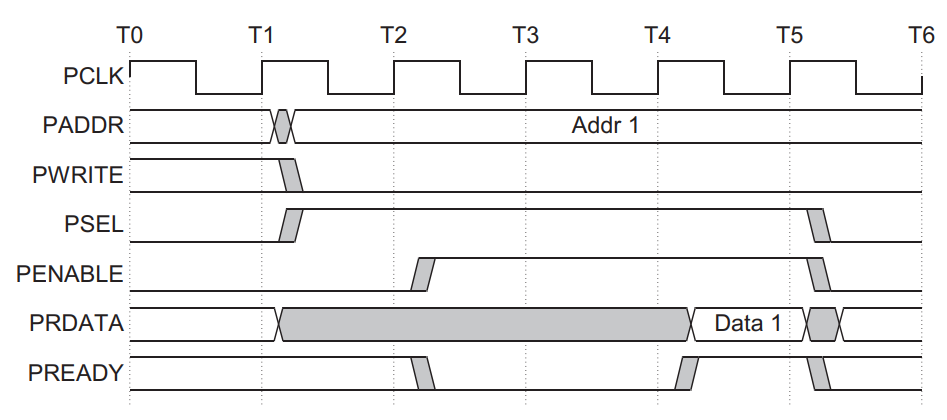 T0 T1 T2 T3 T4 T5 T6
PCLK
PADDR Addr 1
PWRITE
PSEL
PENABLE
PRDATA Data 1
PREADY